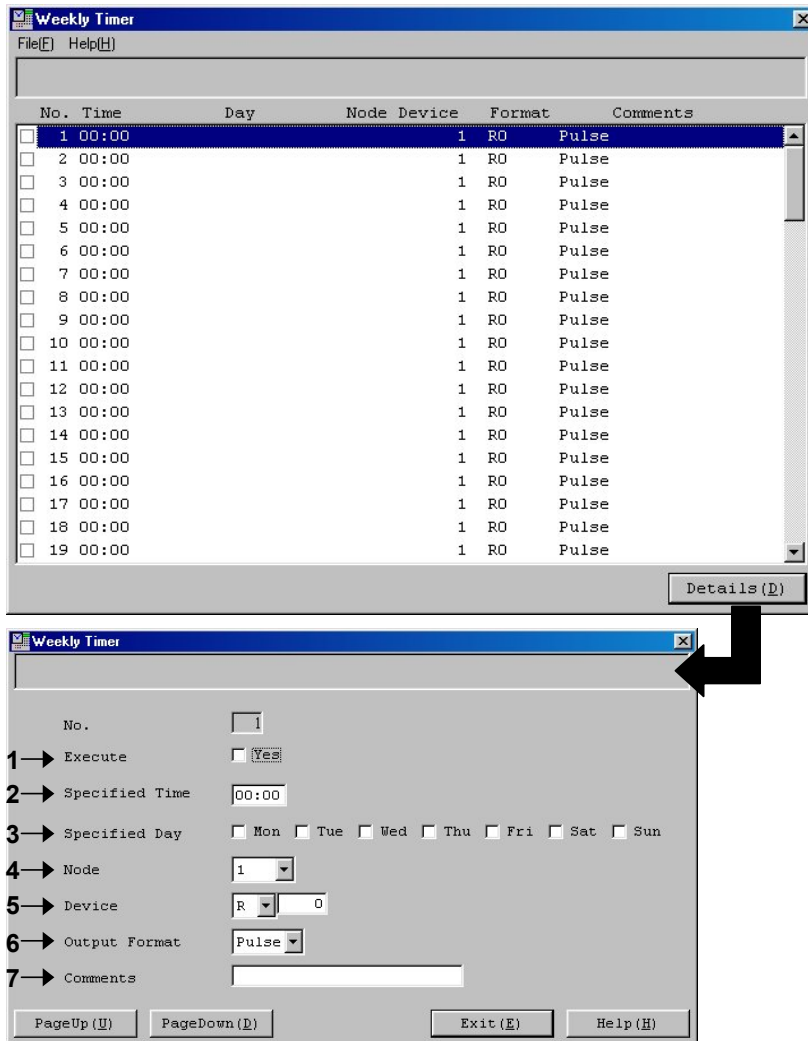 Weekly Timer
File(F) Help(H)
No. Time Day Node Device Format Comments
1 00:00 1 R0 Pulse
2 00:00 1 R0 Pulse
3 00:00 1 R0 Pulse
4 00:00 1 R0 Pulse
5 00:00 1 R0 Pulse
6 00:00 1 R0 Pulse
7 00:00 1 R0 Pulse
8 00:00 1 R0 Pulse
9 00:00 1 R0 Pulse
10 00:00 1 R0 Pulse
11 00:00 1 R0 Pulse
12 00:00 1 R0 Pulse
13 00:00 1 R0 Pulse
14 00:00 1 R0 Pulse
15 00:00 1 R0 Pulse
16 00:00 1 R0 Pulse
17 00:00 1 R0 Pulse
18 00:00 1 R0 Pulse
19 00:00 1 R0 Pulse
Details(D)
Weekly Timer
No. 1
1 Execute Yes
2 Specified Time 00:00
3 Specified Day Mon Tue Wed Thu Fri Sat Sun
4 Node 1
5 Device R 0
6 Output Format Pulse
7 Comments
PageUp(U) PageDown(D) Exit(E) Help(H)